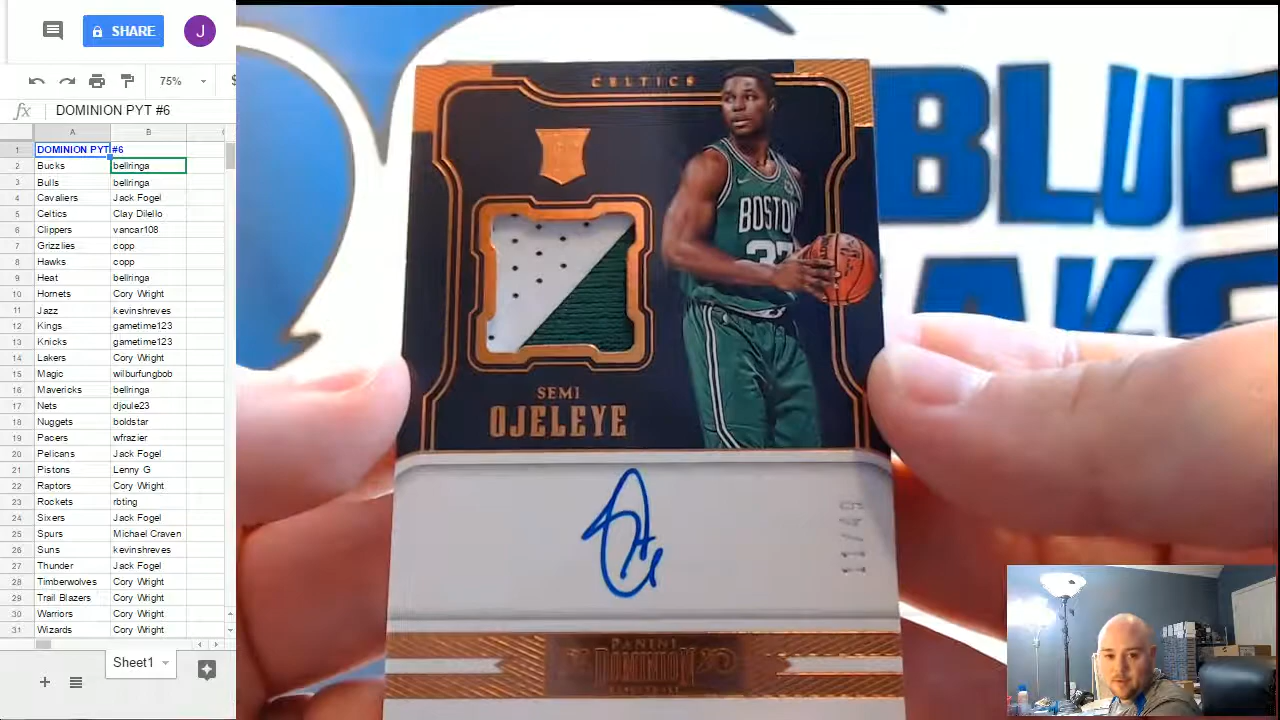 SHARE
J
75%
$
fx
DOMINION PYT #6
A
B
1 DOMINION PYT #6
2 Bucks bellringa
3 Bulls bellringa
4 Cavaliers Jack Fogel
5 Celtics Clay Dilello
6 Clippers vancar108
7 Grizzlies copp
8 Hawks copp
9 Heat bellringa
10 Hornets Cory Wright
11 Jazz kevinshreves
12 Kings gametime123
13 Knicks gametime123
14 Lakers Cory Wright
15 Magic wilburfungbob
16 Mavericks bellringa
17 Nets djoule23
18 Nuggets boldstar
19 Pacers wfrazier
20 Pelicans Jack Fogel
21 Pistons Lenny G
22 Raptors Cory Wright
23 Rockets rbting
24 Sixers Jack Fogel
25 Spurs Michael Craven
26 Suns kevinshreves
27 Thunder Jack Fogel
28 Timberwolves Cory Wright
29 Trail Blazers Cory Wright
30 Warriors Cory Wright
31 Wizards Cory Wright
Sheet1
CELTICS
BOSTON
37
SEMI
OJELEYE
11/49
PANINI
DOMINION
BLUE